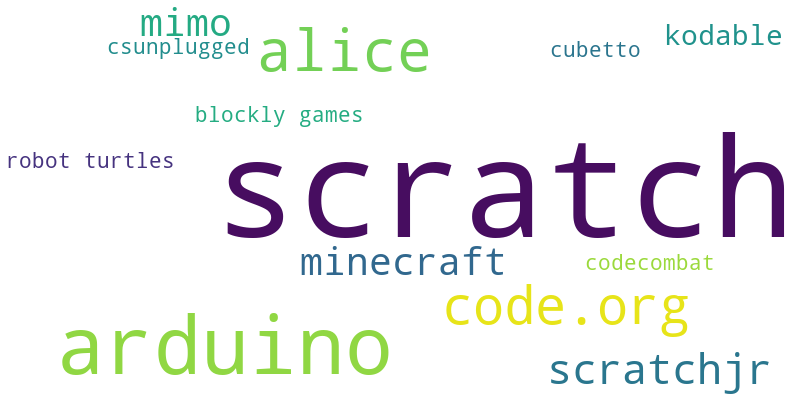 mimo
csunplugged
alice
cubetto
kodable
blockly games
robot turtles
scratch
minecraft
codecombat
code.org
arduino
scratchjr